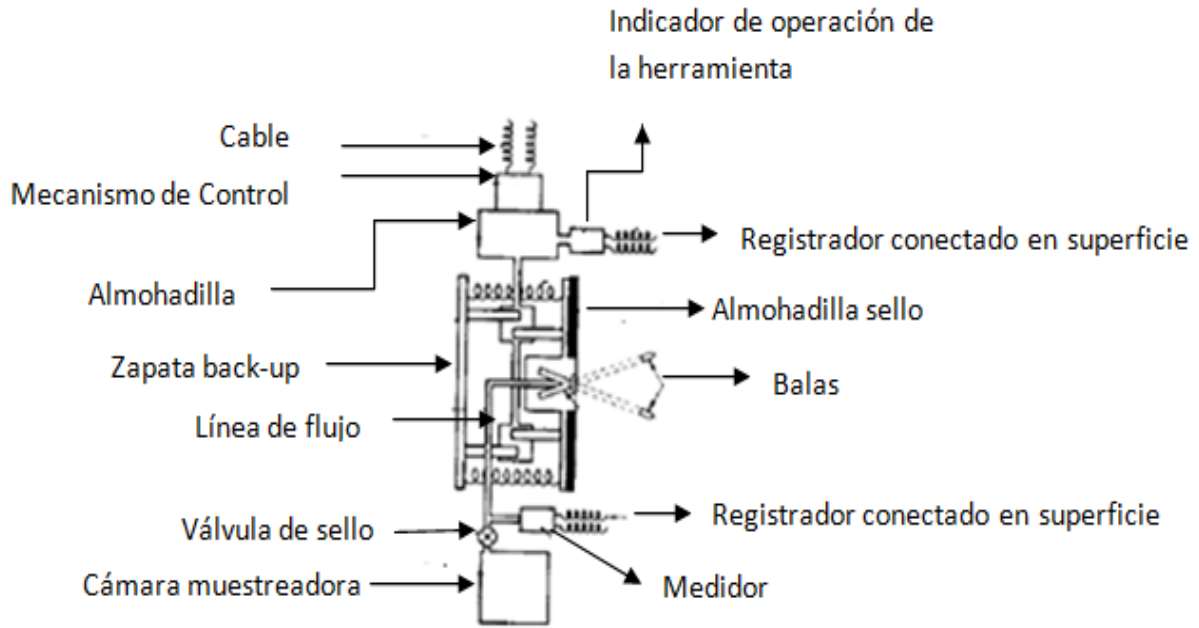 Indicador de operación de
la herramienta
Cable
Mecanismo de Control
Registrador conectado en superficie
Almohadilla
Almohadilla sello
Zapata back-up
Balas
Línea de flujo
Registrador conectado en superficie
Válvula de sello
Cámara muestreadora
Medidor